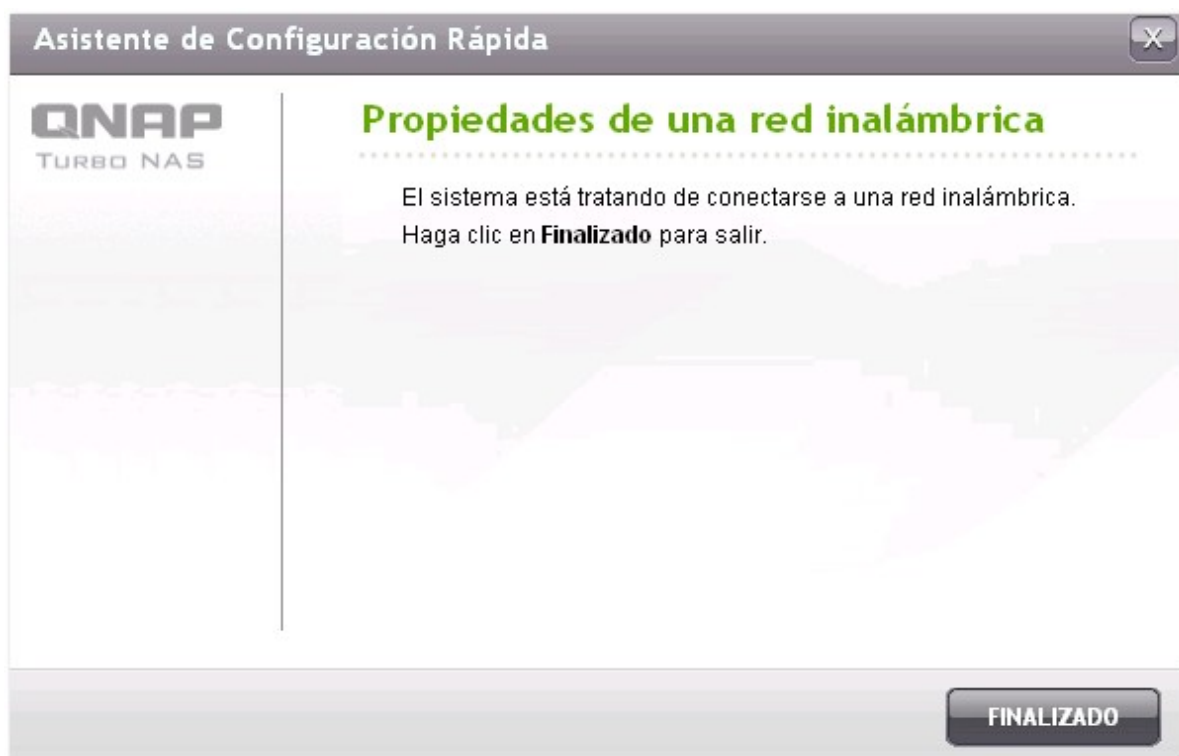 Asistente de Configuración Rápida
X
QNAP
TURBO NAS
Propiedades de una red inalámbrica
El sistema está tratando de conectarse a una red inalámbrica.
Haga clic en Finalizado para salir.
FINALIZADO